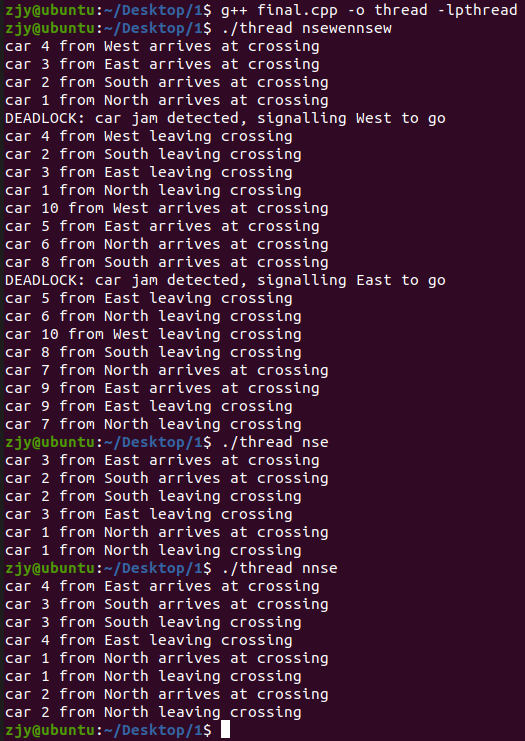 zjy@ubuntu:~/Desktop/1$ g++ final.cpp -o thread -lpthread
zjy@ubuntu:~/Desktop/1$ ./thread nsewennsew
car 4 from West arrives at crossing
car 3 from East arrives at crossing
car 2 from South arrives at crossing
car 1 from North arrives at crossing
DEADLOCK: car jam detected, signalling West to go
car 4 from West leaving crossing
car 2 from South leaving crossing
car 3 from East leaving crossing
car 1 from North leaving crossing
car 10 from West arrives at crossing
car 5 from East arrives at crossing
car 6 from North arrives at crossing
car 8 from South arrives at crossing
DEADLOCK: car jam detected, signalling East to go
car 5 from East leaving crossing
car 6 from North leaving crossing
car 10 from West leaving crossing
car 8 from South leaving crossing
car 7 from North arrives at crossing
car 9 from East arrives at crossing
car 9 from East leaving crossing
car 7 from North leaving crossing
zjy@ubuntu:~/Desktop/1$ ./thread nse
car 3 from East arrives at crossing
car 2 from South arrives at crossing
car 2 from South leaving crossing
car 3 from East leaving crossing
car 1 from North arrives at crossing
car 1 from North leaving crossing
zjy@ubuntu:~/Desktop/1$ ./thread nnse
car 4 from East arrives at crossing
car 3 from South arrives at crossing
car 3 from South leaving crossing
car 4 from East leaving crossing
car 1 from North arrives at crossing
car 1 from North leaving crossing
car 2 from North arrives at crossing
car 2 from North leaving crossing
zjy@ubuntu:~/Desktop/1$